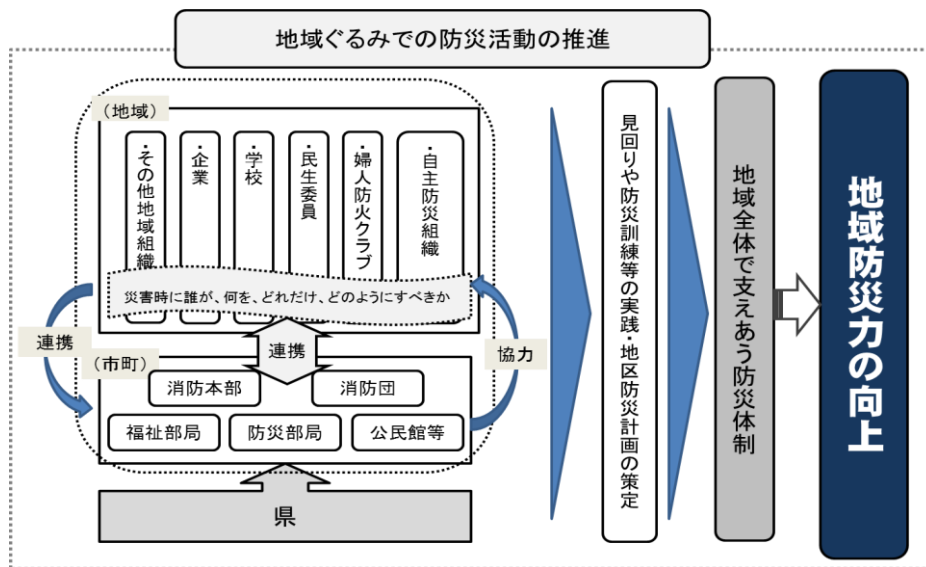 地域ぐるみでの防災活動の推進
（地域）
・その他地域組織
・企業
・学校
・民生委員
・婦人防火クラブ
・自主防災組織
災害時に誰が、何を、どれだけ、どのようにすべきか
連携
連携
協力
（市町）
消防本部
消防団
福祉部局
防災部局
公民館等
県
見回りや防災訓練等の実践・地区防災計画の策定
地域全体で支えあう防災体制
地域防災力の向上